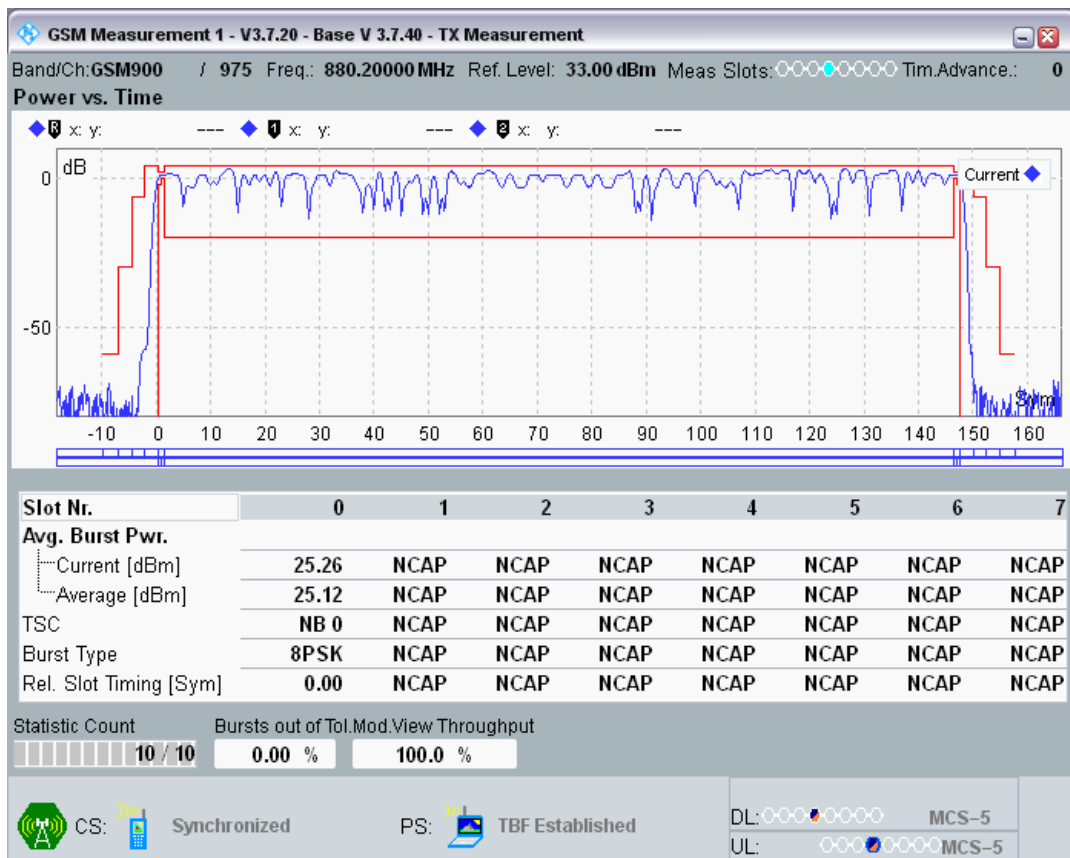 GSM Measurement 1 - V3.7.20 - Base V 3.7.40 - TX Measurement
Band/Ch:GSM900 / 975 Freq.: 880.20000 MHz Ref. Level: 33.00 dBm Meas Slots: Tim.Advance.: 0
Power vs. Time
R x: y: --- 1 x: y: --- 2 x: y: ---
dB
Current
0
-50
Sym
-10 0 10 20 30 40 50 60 70 80 90 100 110 120 130 140 150 160
Slot Nr. 0 1 2 3 4 5 6 7
Avg. Burst Pwr.
Current [dBm] 25.26 NCAP NCAP NCAP NCAP NCAP NCAP NCAP
Average [dBm] 25.12 NCAP NCAP NCAP NCAP NCAP NCAP NCAP
TSC NB 0 NCAP NCAP NCAP NCAP NCAP NCAP NCAP
Burst Type 8PSK NCAP NCAP NCAP NCAP NCAP NCAP NCAP
Rel. Slot Timing [Sym] 0.00 NCAP NCAP NCAP NCAP NCAP NCAP NCAP
Statistic Count Bursts out of Tol. Mod.View Throughput
10 / 10 0.00 % 100.0 %
CS: Synchronized PS: TBF Established DL: MCS-5
UL: MCS-5